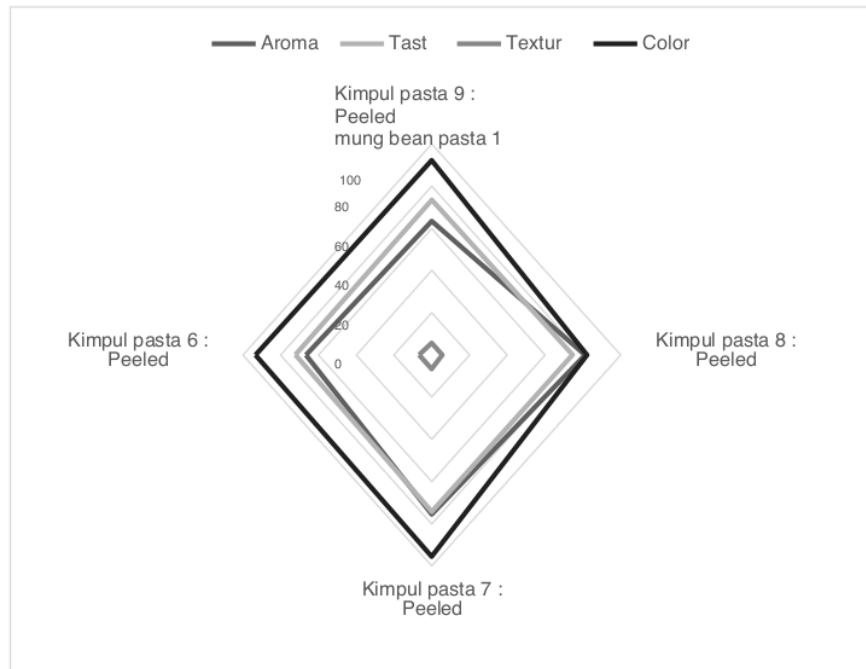 Aroma Tast Textur Color
Kimpul pasta 9 :
Peeled
mung bean pasta 1
100
80
60
40
20
0
Kimpul pasta 6 :
Peeled
Kimpul pasta 8 :
Peeled
Kimpul pasta 7 :
Peeled